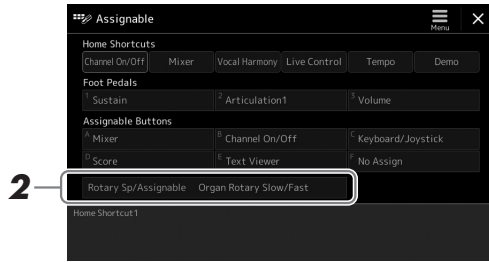 Assignable
Menu
Home Shortcuts
Channel On/Off Mixer Vocal Harmony Live Control Tempo Demo
Foot Pedals
1 Sustain 2 Articulation1 3 Volume
Assignable Buttons
A Mixer B Channel On/Off C Keyboard/Joystick
D Score E Text Viewer F No Assign
2
Rotary Sp/Assignable Organ Rotary Slow/Fast
Home Shortcut1